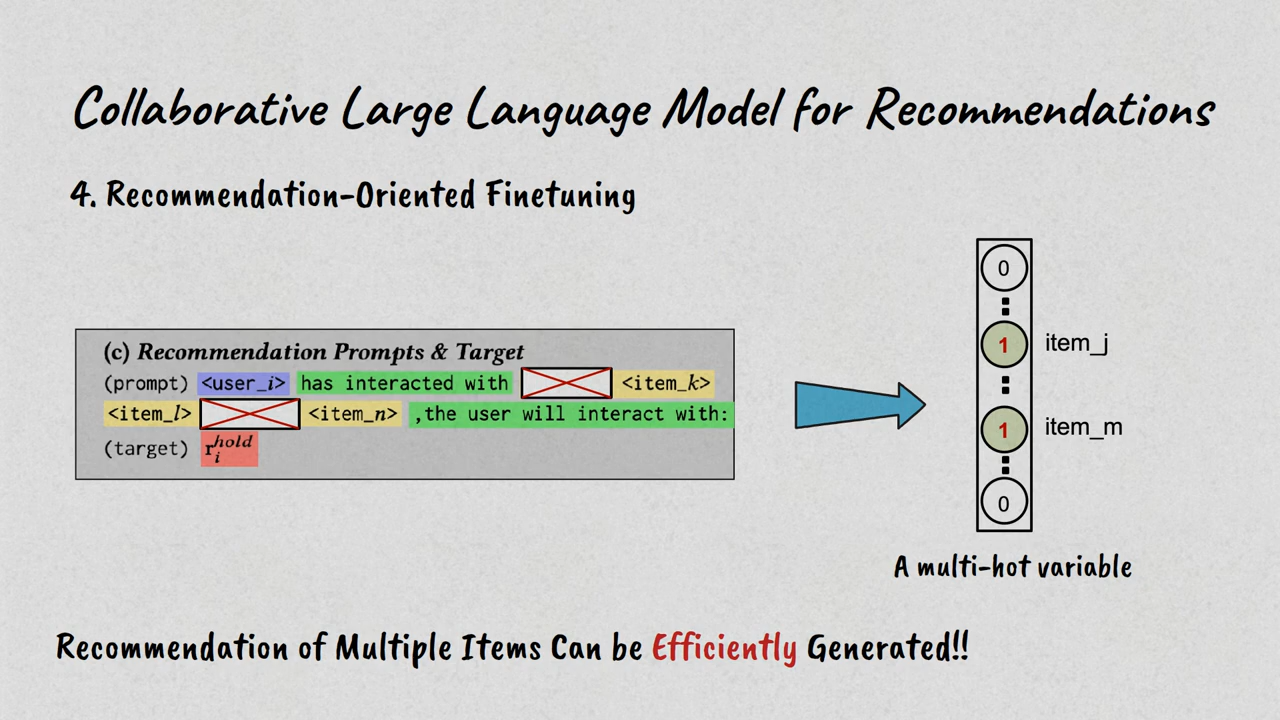 Collaborative Large Language Model for Recommendations
4. Recommendation-Oriented Finetuning
(c) Recommendation Prompts & Target
(prompt) <user_i> has interacted with <item_k>
<item_l> <item_n> ,the user will interact with:
(target) r_i^hold
0
1 item_j
1 item_m
0
A multi-hot variable
Recommendation of Multiple Items Can be Efficiently Generated!!